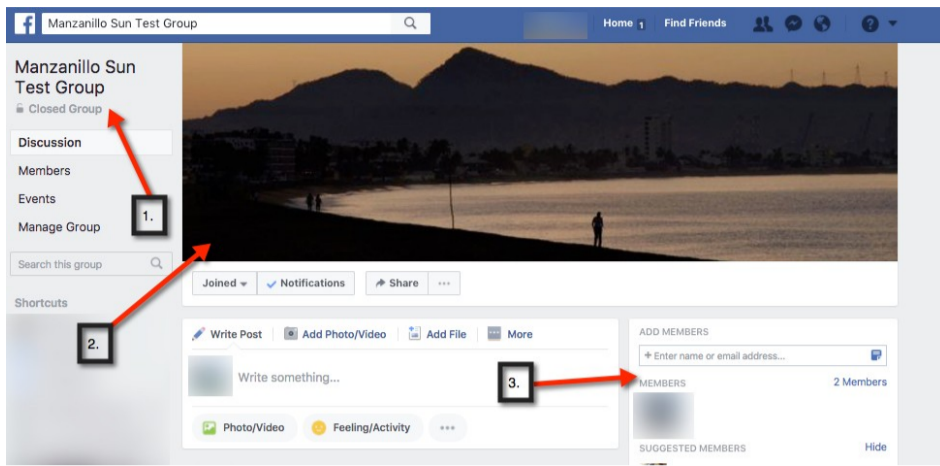 f
Manzanillo Sun Test Group
Home 1
Find Friends
?
Manzanillo Sun
Test Group
Closed Group
Discussion
Members
Events
Manage Group
Search this group
Shortcuts
1.
2.
Joined
Notifications
Share
Write Post
Add Photo/Video
Add File
More
Write something...
Photo/Video
Feeling/Activity
3.
ADD MEMBERS
+ Enter name or email address...
MEMBERS
2 Members
SUGGESTED MEMBERS
Hide